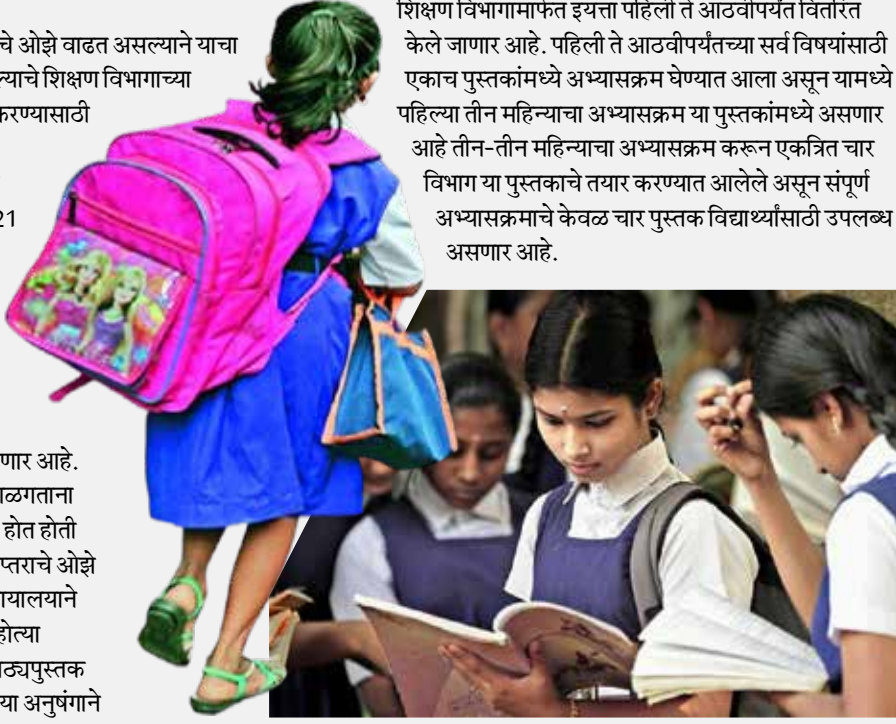 चे ओझे वाढत असल्याने याचा
ल्याचे शिक्षण विभागाच्या
करण्यासाठी
21
णार आहे.
ळगताना
होत होती
प्तराचे ओझे
यायालयाने
होत्या
ठ्यपुस्तक
या अनुषंगाने
शिक्षण विभागामार्फत इयत्ता पहिली ते आठवीपर्यंत वितरित
केले जाणार आहे. पहिली ते आठवीपर्यंतच्या सर्व विषयांसाठी
एकाच पुस्तकांमध्ये अभ्यासक्रम घेण्यात आला असून यामध्ये
पहिल्या तीन महिन्याचा अभ्यासक्रम या पुस्तकांमध्ये असणार
आहे तीन-तीन महिन्याचा अभ्यासक्रम करून एकत्रित चार
विभाग या पुस्तकाचे तयार करण्यात आलेले असून संपूर्ण
अभ्यासक्रमाचे केवळ चार पुस्तक विद्यार्थ्यांसाठी उपलब्ध
असणार आहे.